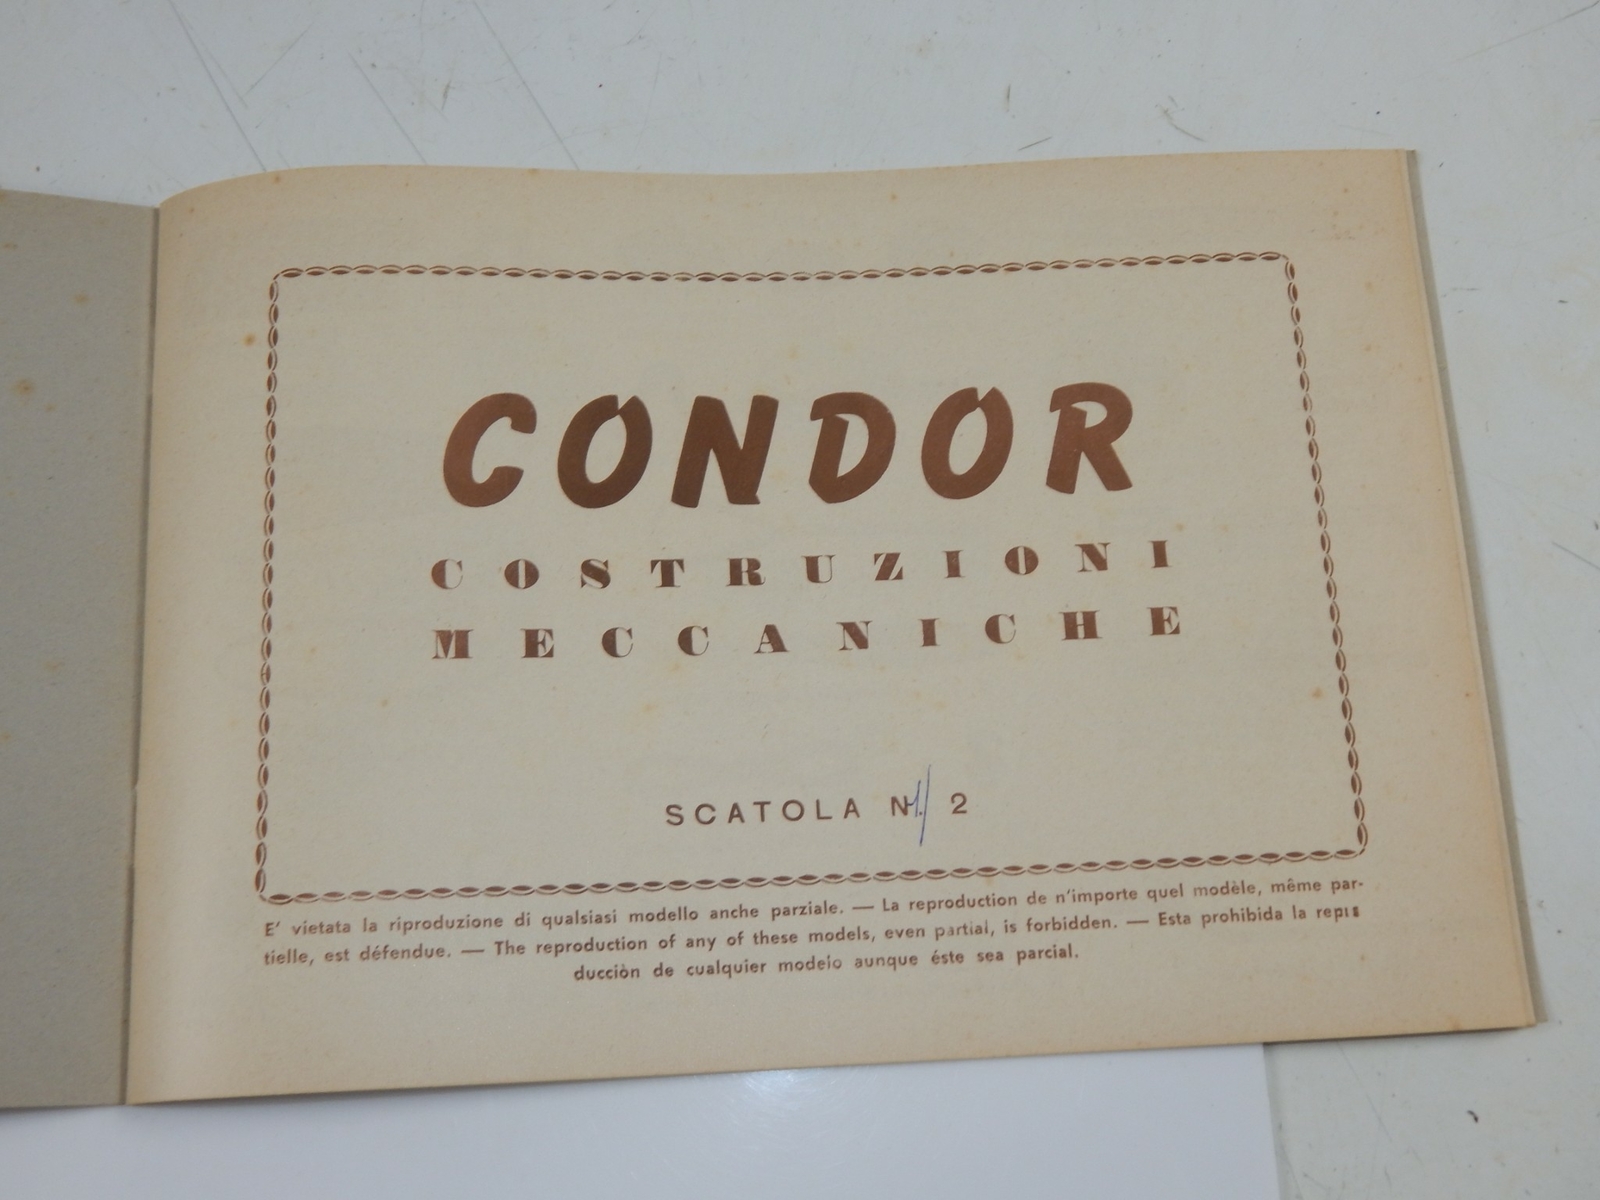 CONDOR
COSTRUZIONI
MECCANICHE
SCATOLA N 1/2
E' vietata la riproduzione di qualsiasi modello anche parziale. — La reproduction de n'importe quel modèle, même par-
tielle, est défendue. — The reproduction of any of these models, even partial, is forbidden. — Esta prohibida la
ducciòn de cualquier modelo aunque éste sea parcial.